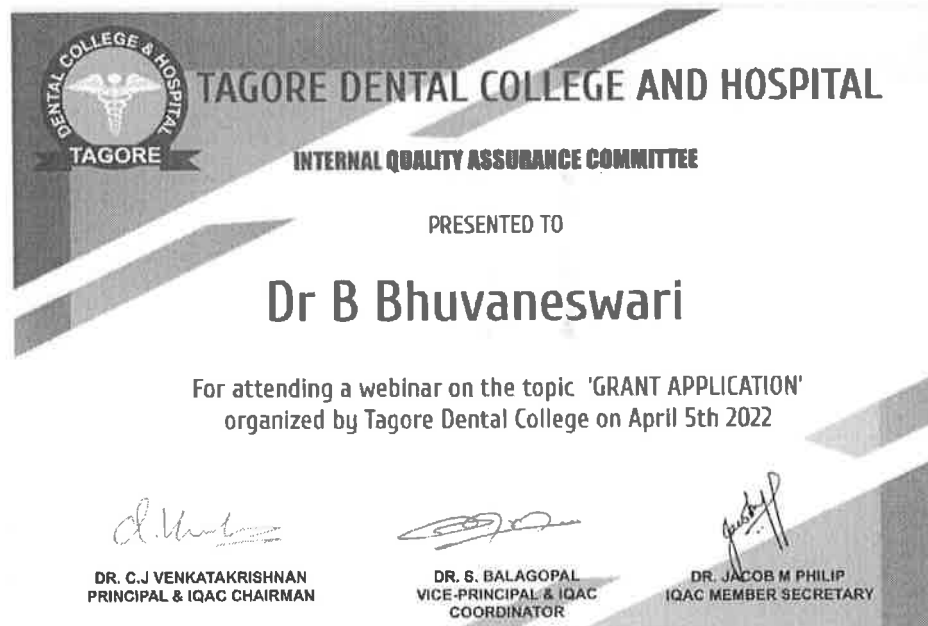 DENTAL COLLEGE & HOSPITAL
TAGORE
TAGORE DENTAL COLLEGE AND HOSPITAL
INTERNAL QUALITY ASSURANCE COMMITTEE
PRESENTED TO
Dr B Bhuvaneswari
For attending a webinar on the topic 'GRANT APPLICATION'
organized by Tagore Dental College on April 5th 2022
DR. C.J VENKATAKRISHNAN
PRINCIPAL & IQAC CHAIRMAN
DR. S. BALAGOPAL
VICE-PRINCIPAL & IQAC
COORDINATOR
DR. JACOB M PHILIP
IQAC MEMBER SECRETARY